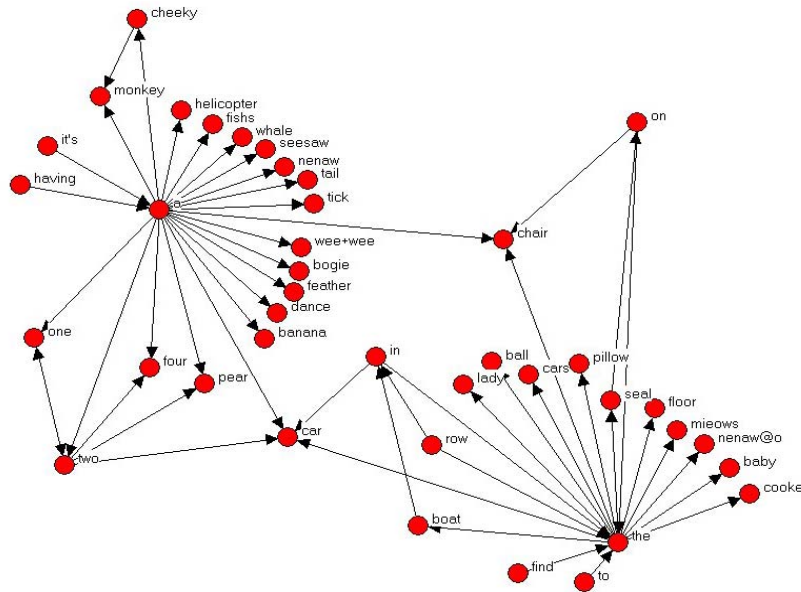 cheeky
monkey
helicopter
fishs
on
whale
it's
seesaw
nenaw
tail
having
tick
a
chair
wee+wee
bogie
feather
dance
one
banana
in
four
ball
pillow
pear
lady
cars
seal
floor
mieows
car
row
nenaw@o
two
baby
cooke
boat
the
find
to